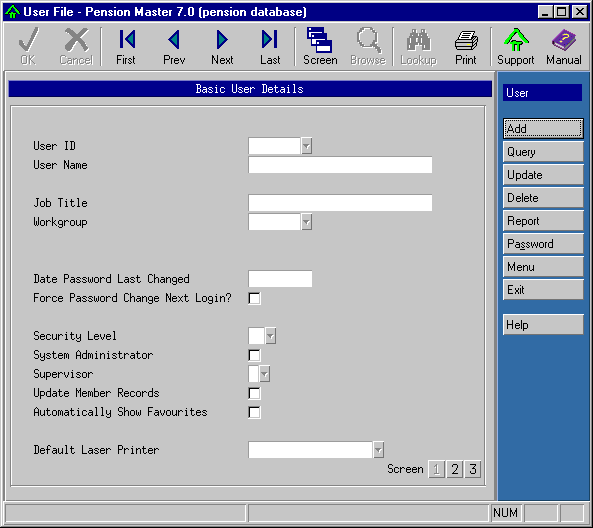 User File - Pension Master 7.0 (pension database)
OK Cancel First Prev Next Last Screen Browse Lookup Print Support Manual
Basic User Details
User ID
User Name
Job Title
Workgroup
Date Password Last Changed
Force Password Change Next Login?
Security Level
System Administrator
Supervisor
Update Member Records
Automatically Show Favourites
Default Laser Printer
Screen 1 2 3
User
Add
Query
Update
Delete
Report
Password
Menu
Exit
Help
NUM